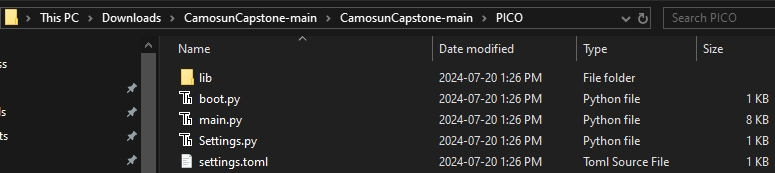 This PC > Downloads > CamosunCapstone-main > CamosunCapstone-main > PICO Search PICO
Name Date modified Type Size
ss
lib 2024-07-20 1:26 PM File folder
boot.py 2024-07-20 1:26 PM Python file 1 KB
ds main.py 2024-07-20 1:26 PM Python file 8 KB
ts Settings.py 2024-07-20 1:26 PM Python file 1 KB
settings.toml 2024-07-20 1:26 PM Toml Source File 1 KB